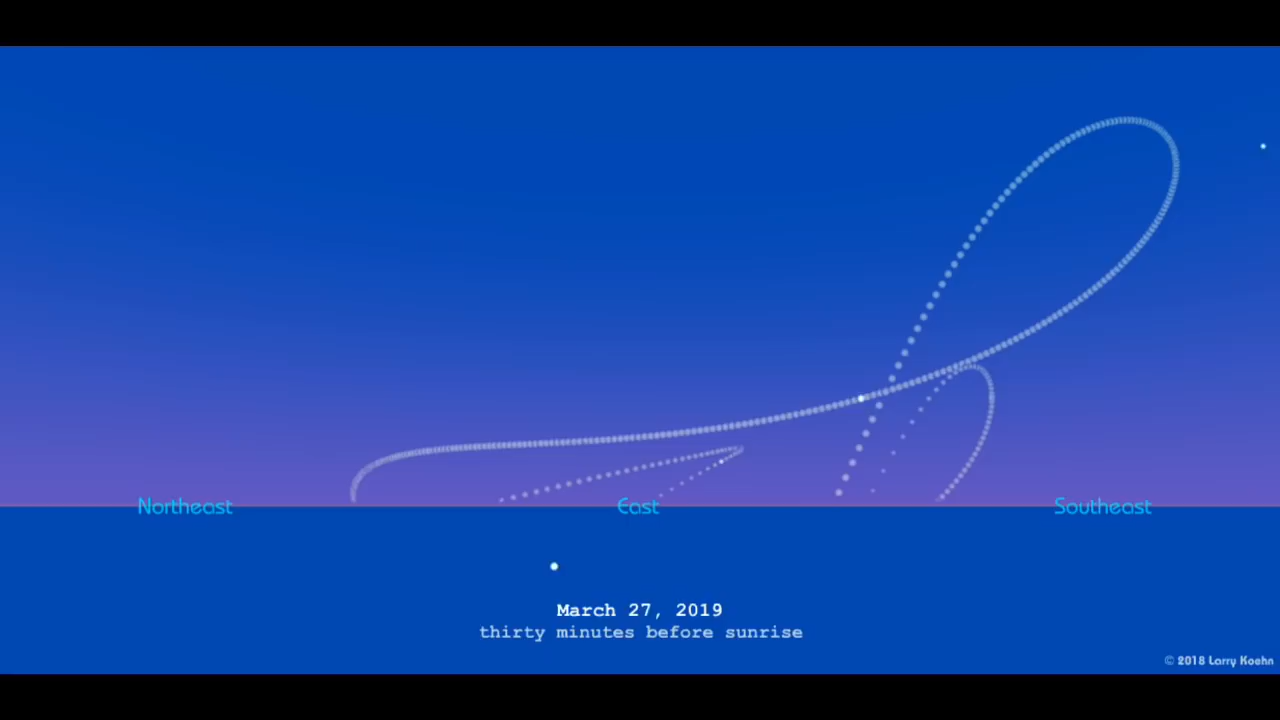 Northeast
East
Southeast
March 27, 2019
thirty minutes before sunrise
© 2018 Larry Koehn